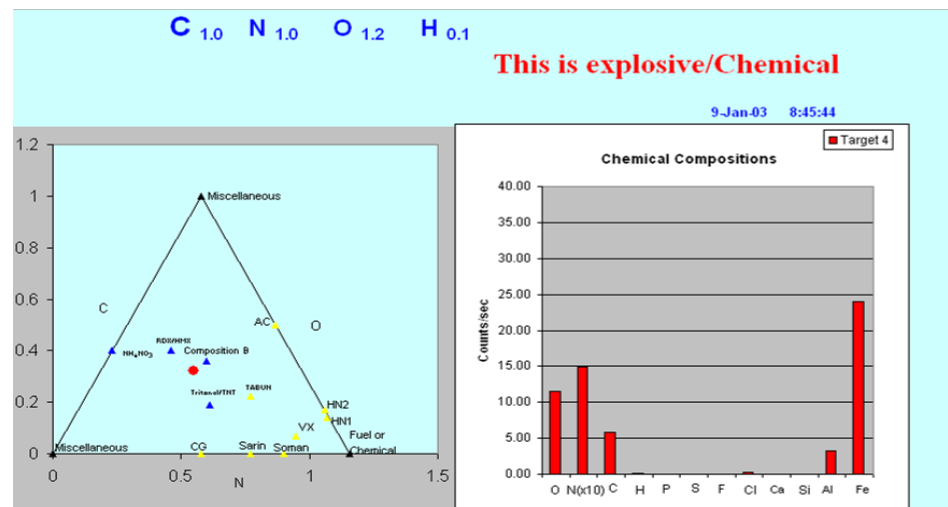 C 1.0 N 1.0 O 1.2 H 0.1
This is explosive/Chemical
9-Jan-03 8:45:44
1.2
1
0.8
0.6
0.4
0.2
0
0
0.5
1
1.5
N
C
O
Miscellaneous
AC
RDX/HMX
NH4NO3
Composition B
Tritonal/TNT
TABUN
HN2
HN1
VX
Fuel or
Chemical
Miscellaneous
CG
Sarin
Soman
Target 4
Chemical Compositions
Counts/sec
40.00
35.00
30.00
25.00
20.00
15.00
10.00
5.00
0.00
O N(x10) C H P S F Cl Ca Si Al Fe